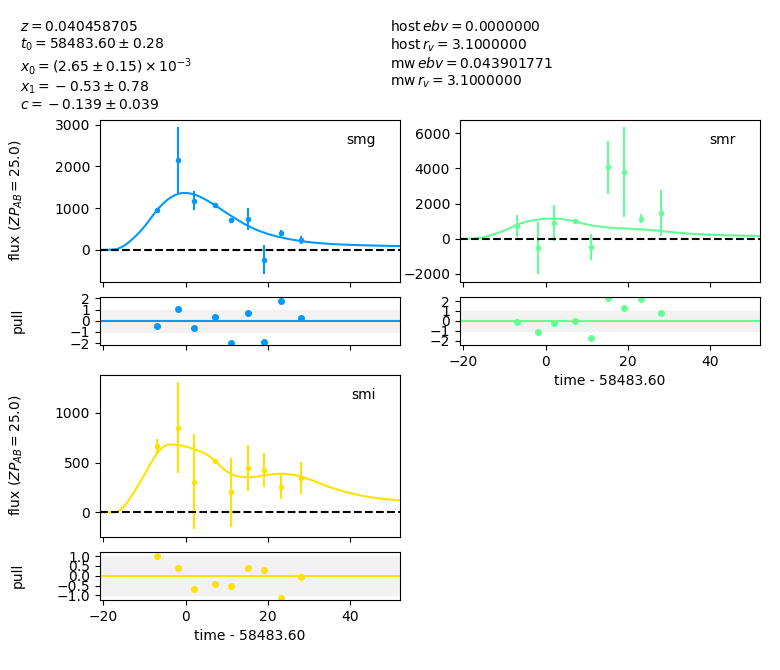 z = 0.040458705
t₀ = 58483.60 ± 0.28
x₀ = (2.65 ± 0.15) × 10⁻³
x₁ = −0.53 ± 0.78
c = −0.139 ± 0.039
host ebv = 0.0000000
host r_v = 3.1000000
mw ebv = 0.043901771
mw r_v = 3.1000000
flux (ZP_AB = 25.0)
3000
2000
1000
0
smg
6000
4000
2000
0
−2000
smr
pull
2
1
0
−1
−2
2
1
0
−1
−2
−20
0
20
40
time - 58483.60
flux (ZP_AB = 25.0)
1000
500
0
smi
pull
1.0
0.5
0.0
−0.5
−1.0
−20
0
20
40
time - 58483.60